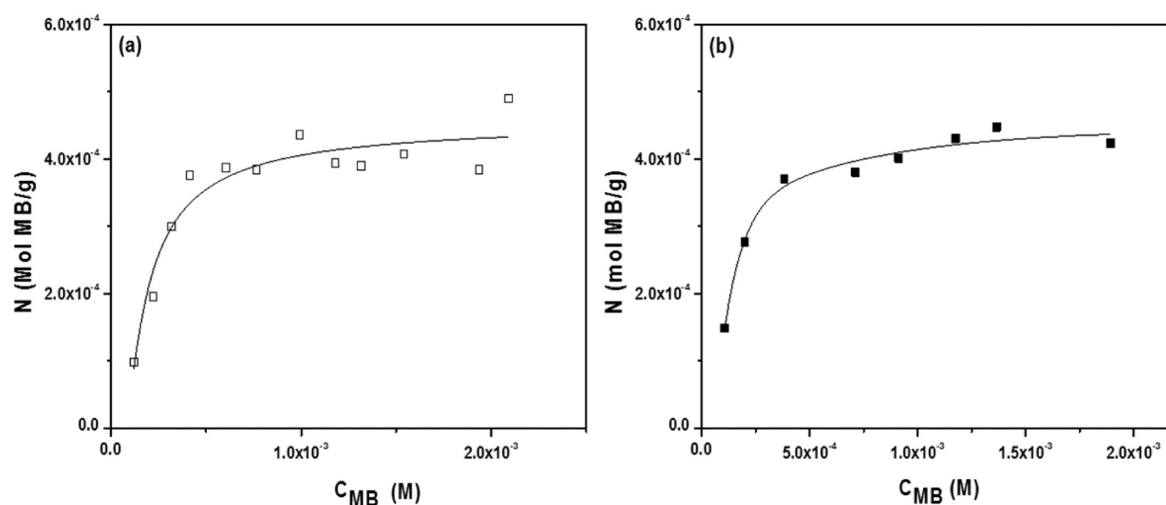 (a)
N (Mol MB/g)
6.0x10⁻⁴
4.0x10⁻⁴
2.0x10⁻⁴
0.0
0.0 1.0x10⁻³ 2.0x10⁻³
C_MB (M)
(b)
N (mol MB/g)
6.0x10⁻⁴
4.0x10⁻⁴
2.0x10⁻⁴
0.0
0.0 5.0x10⁻⁴ 1.0x10⁻³ 1.5x10⁻³ 2.0x10⁻³
C_MB (M)